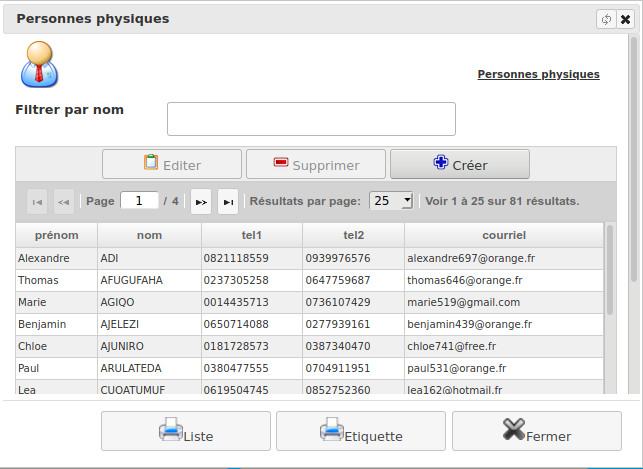 Personnes physiques
Personnes physiques
Filtrer par nom
Editer Supprimer Créer
Page 1 / 4 Résultats par page: 25 Voir 1 à 25 sur 81 résultats.
prénom nom tel1 tel2 courriel
Alexandre ADI 0821118559 0939976576 alexandre697@orange.fr
Thomas AFUGUFAHA 0237305258 0647759687 thomas646@orange.fr
Marie AGIQO 0014435713 0736107429 marie519@gmail.com
Benjamin AJELEZI 0650714088 0277939161 benjamin439@orange.fr
Chloe AJUNIRO 0181728573 0387340470 chloe741@free.fr
Paul ARULATEDA 0380477555 0704911951 paul531@orange.fr
Lea CUOATUMUF 0619504745 0852752360 lea162@hotmail.fr
Liste Etiquette Fermer